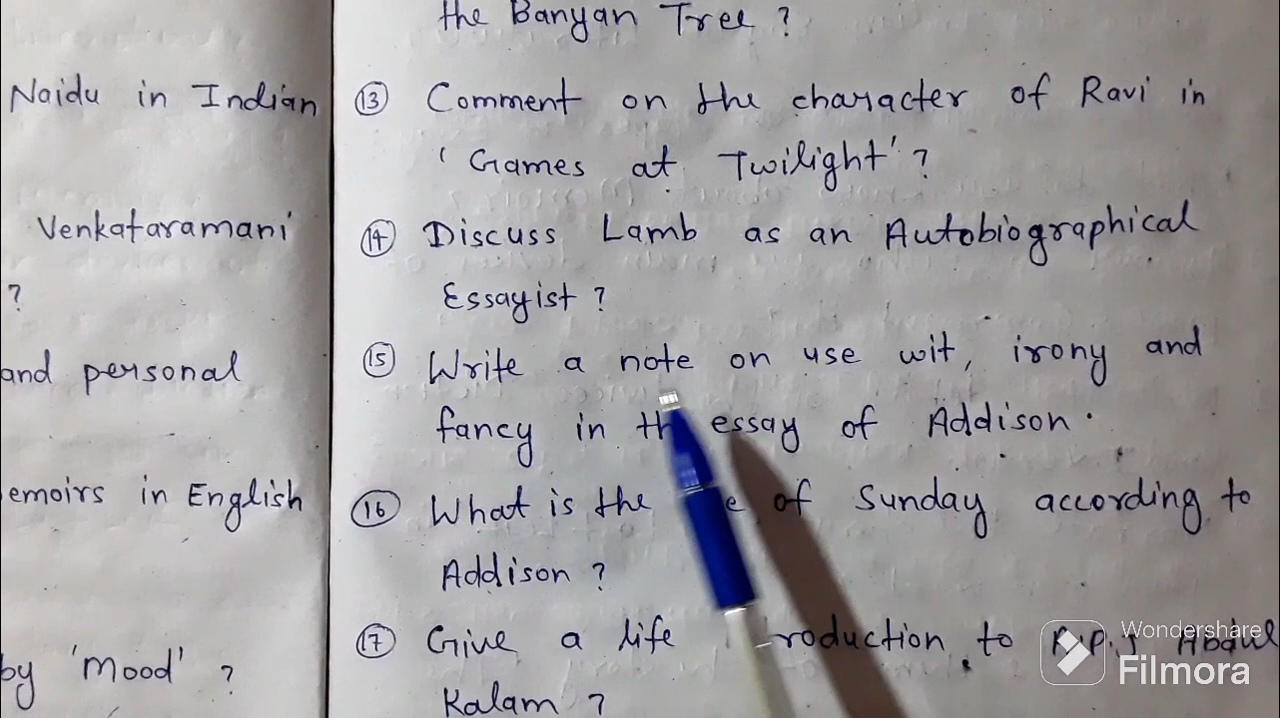 Naidu in Indian
Venkataramani
?
and personal
emoirs in English
by 'Mood' ?
the Banyan Tree ?
13 Comment on the character of Ravi in
'Games at Twilight' ?
14 Discuss Lamb as an Autobiographical
Essayist ?
15 Write a note on use wit, irony and
fancy in th essay of Addison.
16 What is the e of Sunday according to
Addison ?
17 Give a life roduction to A.P.J Abdul
Kalam ?
Wondershare
Filmora